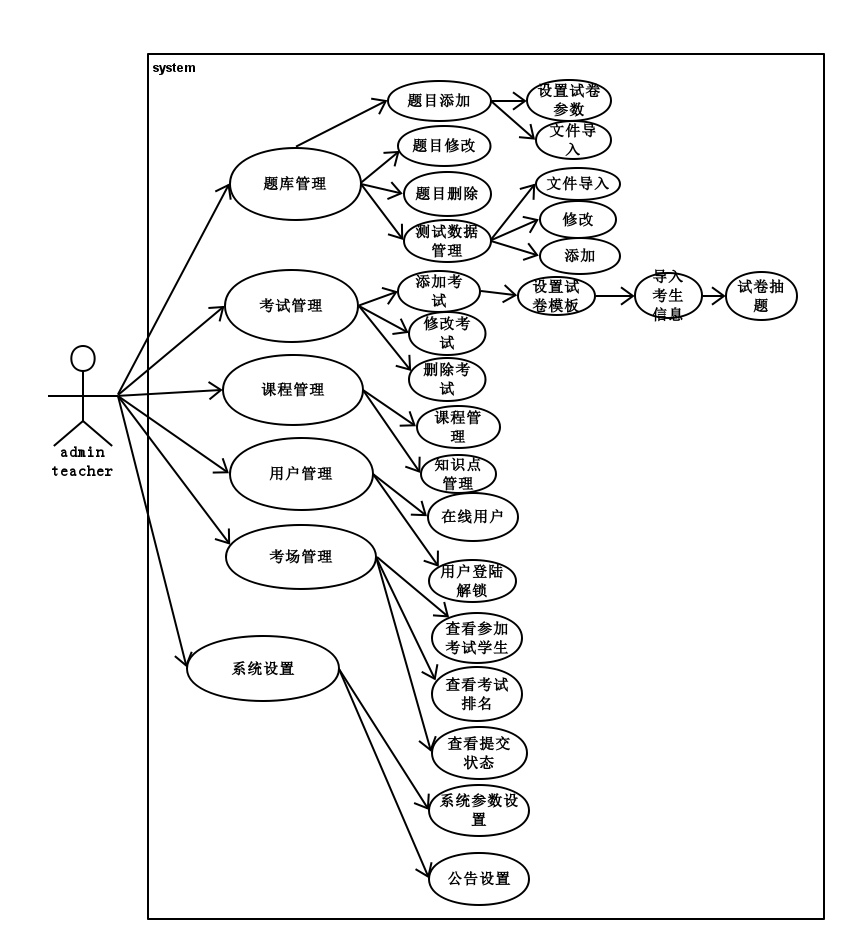 system
题目添加
设置试卷
参数
文件导
入
题目修改
题库管理
题目删除
测试数据
管理
文件导入
修改
添加
考试管理
添加考
试
设置试
卷模板
导入
考生
信息
试卷抽
题
修改考
试
删除考
试
课程管理
课程管
理
知识点
管理
admin
teacher
用户管理
在线用户
用户登陆
解锁
考场管理
查看参加
考试学生
查看考试
排名
查看提交
状态
系统设置
系统参数设
置
公告设置